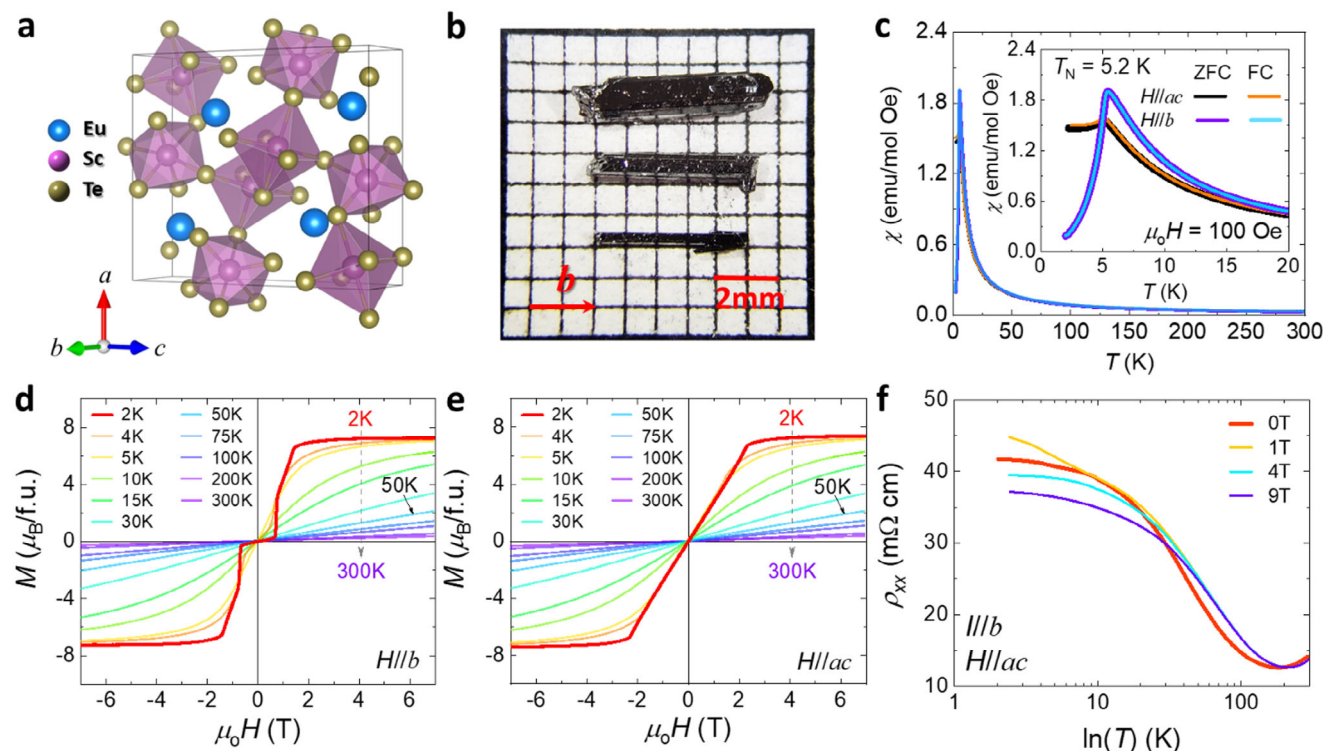 a
Eu
Sc
Te
a
b
c
b
b
2mm
c
χ (emu/mol Oe)
2.4
1.8
1.2
0.6
0.0
0 50 100 150 200 250 300
T (K)
T_N = 5.2 K
ZFC FC
H//ac
H//b
χ (emu/mol Oe)
2.4
1.8
1.2
0.6
0.0
0 5 10 15 20
T (K)
μ₀H = 100 Oe
d
M (μ_B/f.u.)
8
4
0
-4
-8
2K 50K
4K 75K
5K 100K
10K 200K
15K 300K
30K
2K
300K
H//b
-6 -4 -2 0 2 4 6
μ₀H (T)
e
M (μ_B/f.u.)
8
4
0
-4
-8
2K 50K
4K 75K
5K 100K
10K 200K
15K 300K
30K
2K
50K
300K
H//ac
-6 -4 -2 0 2 4 6
μ₀H (T)
f
ρ_xx (mΩ cm)
50
40
30
20
10
0T
1T
4T
9T
I//b
H//ac
1 10 100
ln(T) (K)